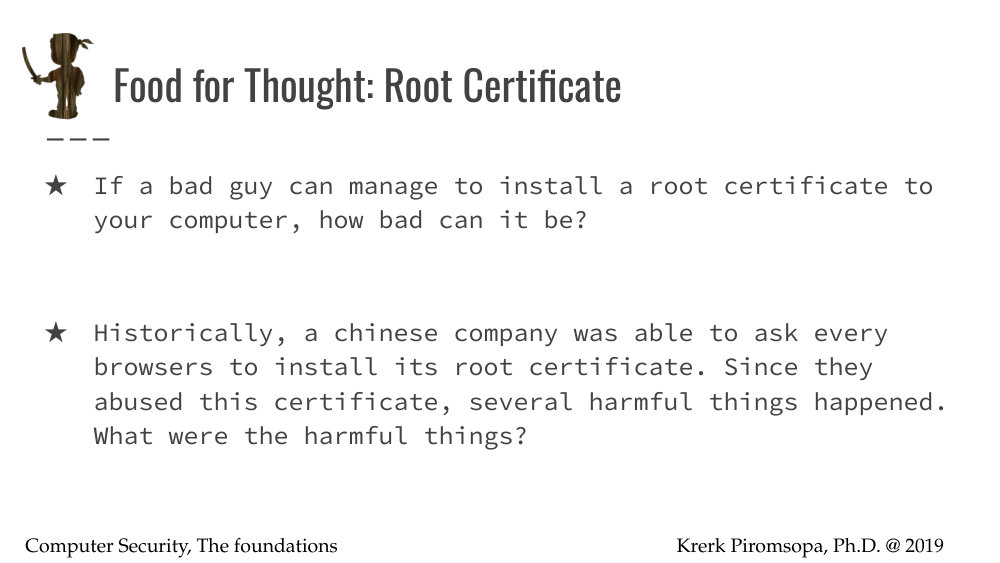 Food for Thought: Root Certificate
★ If a bad guy can manage to install a root certificate to
your computer, how bad can it be?
★ Historically, a chinese company was able to ask every
browsers to install its root certificate. Since they
abused this certificate, several harmful things happened.
What were the harmful things?
Computer Security, The foundations
Krerk Piromsopa, Ph.D. @ 2019